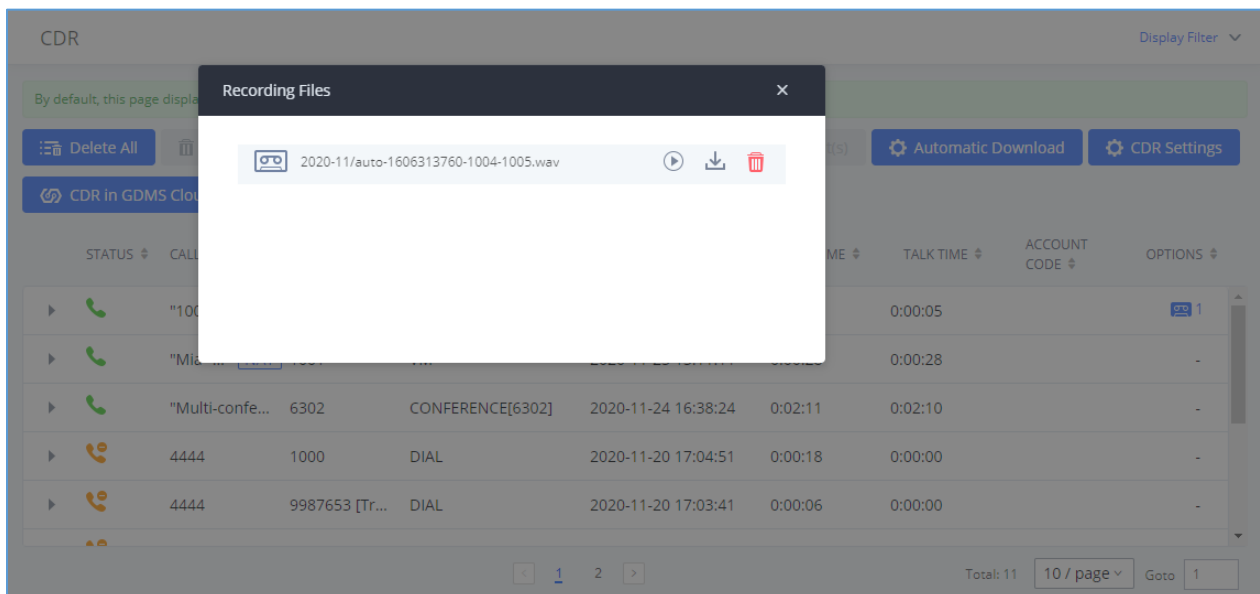 CDR
Display Filter
By default, this page displa
Recording Files
2020-11/auto-1606313760-1004-1005.wav
Delete All
Automatic Download
CDR Settings
CDR in GDMS Clou
STATUS CALL ME TALK TIME ACCOUNT CODE OPTIONS
"100 0:00:05 1
"Mia 0:00:28 -
"Multi-confe... 6302 CONFERENCE[6302] 2020-11-24 16:38:24 0:02:11 0:02:10 -
4444 1000 DIAL 2020-11-20 17:04:51 0:00:18 0:00:00 -
4444 9987653 [Tr... DIAL 2020-11-20 17:03:41 0:00:06 0:00:00 -
< 1 2 > Total: 11 10 / page Goto 1